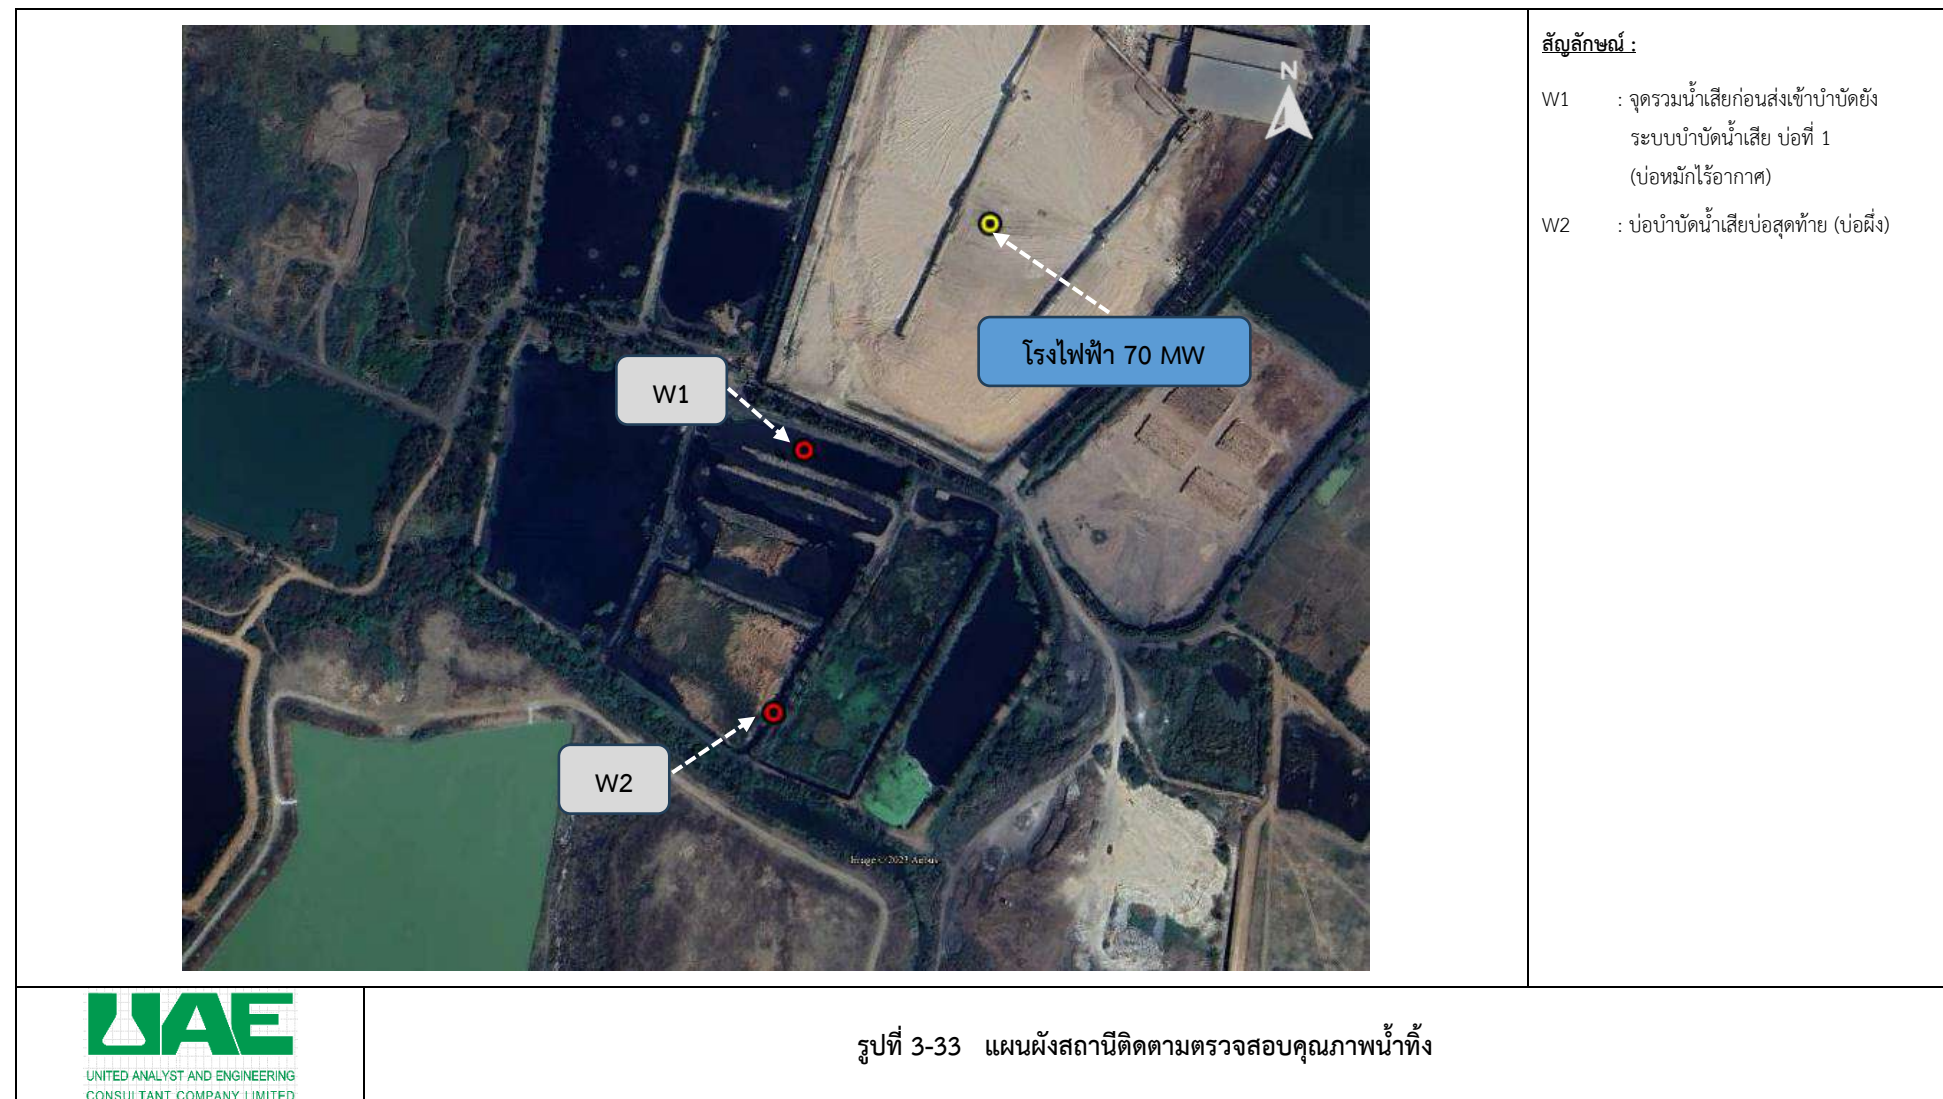 สัญลักษณ์ :
W1 : จุดรวมน้ำเสียก่อนส่งเข้าบำบัดยัง
ระบบบำบัดน้ำเสีย บ่อที่ 1
(บ่อหมักไร้อากาศ)
W2 : บ่อบำบัดน้ำเสียบ่อสุดท้าย (บ่อผึ่ง)
N
โรงไฟฟ้า 70 MW
W1
W2
Image © 2023 Airbus
UAE
UNITED ANALYST AND ENGINEERING
CONSULTANT COMPANY LIMITED
รูปที่ 3-33 แผนผังสถานีติดตามตรวจสอบคุณภาพน้ำทิ้ง